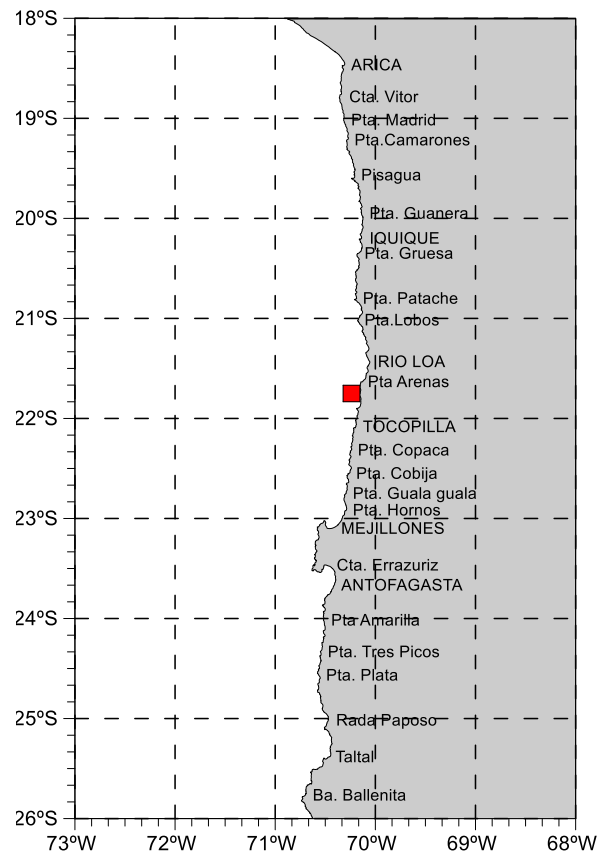 18ºS
ARICA
Cta. Vitor
19ºS
Pta. Madrid
Pta.Camarones
Pisagua
20ºS
Pta. Guanera
IQUIQUE
Pta. Gruesa
Pta. Patache
21ºS
Pta.Lobos
RIO LOA
Pta Arenas
22ºS
TOCOPILLA
Pta. Copaca
Pta. Cobija
Pta. Guala guala
Pta. Hornos
23ºS
MEJILLONES
Cta. Errazuriz
ANTOFAGASTA
24ºS
Pta Amarilla
Pta. Tres Picos
Pta. Plata
25ºS
Rada Paposo
Taltal
Ba. Ballenita
26ºS
73ºW 72ºW 71ºW 70ºW 69ºW 68ºW